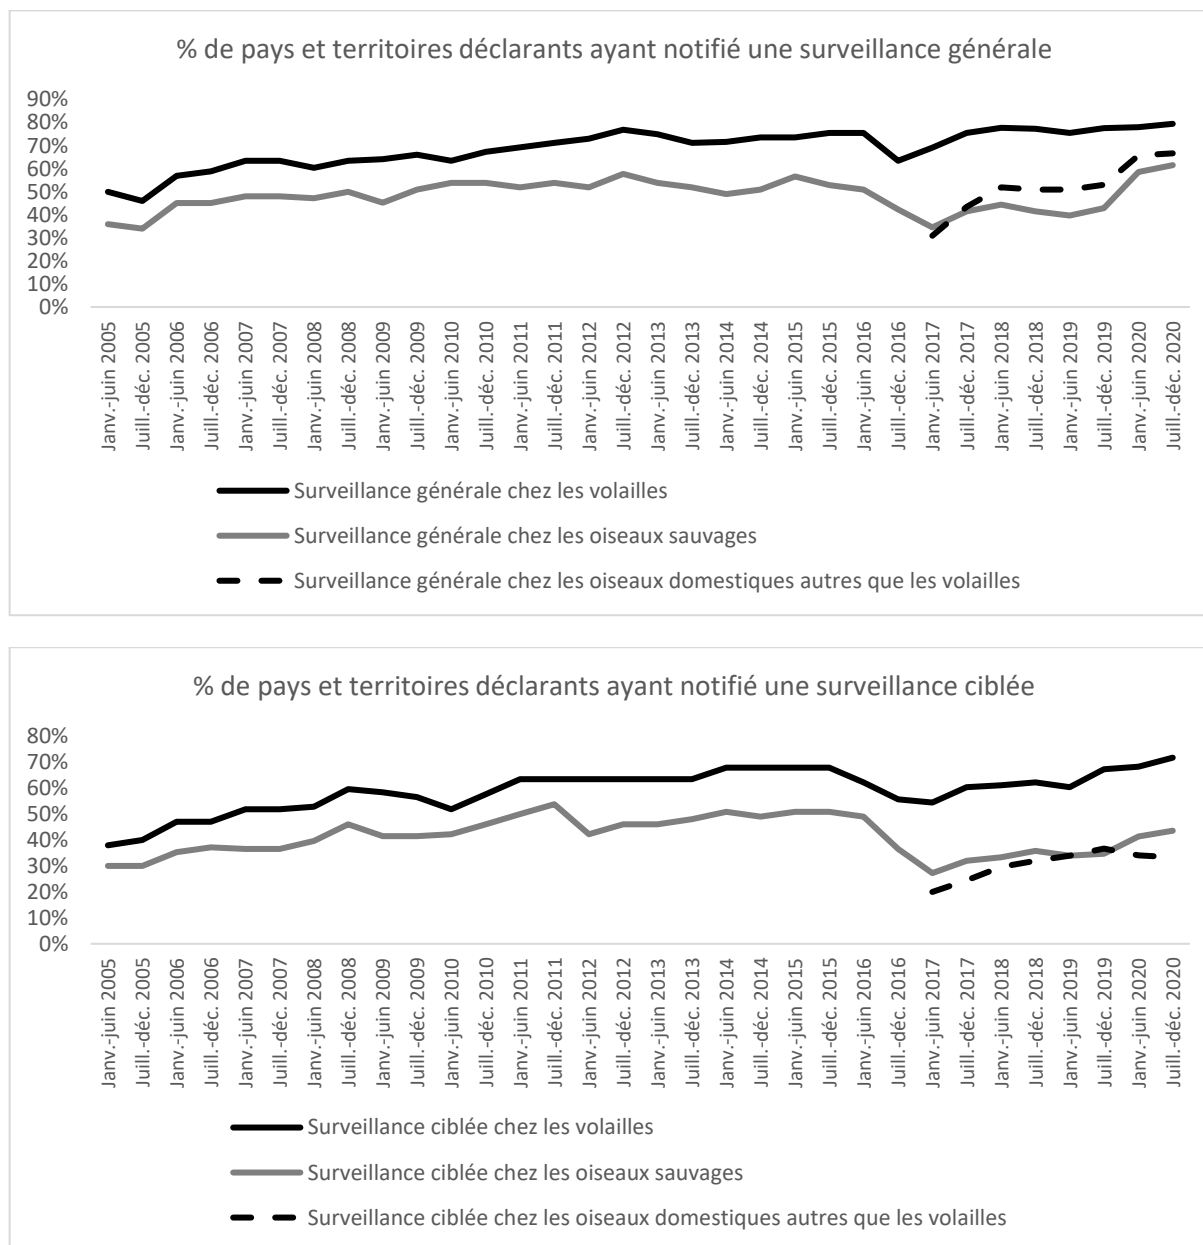 % de pays et territoires déclarants ayant notifié une surveillance générale
90%
80%
70%
60%
50%
40%
30%
20%
10%
0%
Janv.-juin 2005
Juill.-déc. 2005
Janv.-juin 2006
Juill.-déc. 2006
Janv.-juin 2007
Juill.-déc. 2007
Janv.-juin 2008
Juill.-déc. 2008
Janv.-juin 2009
Juill.-déc. 2009
Janv.-juin 2010
Juill.-déc. 2010
Janv.-juin 2011
Juill.-déc. 2011
Janv.-juin 2012
Juill.-déc. 2012
Janv.-juin 2013
Juill.-déc. 2013
Janv.-juin 2014
Juill.-déc. 2014
Janv.-juin 2015
Juill.-déc. 2015
Janv.-juin 2016
Juill.-déc. 2016
Janv.-juin 2017
Juill.-déc. 2017
Janv.-juin 2018
Juill.-déc. 2018
Janv.-juin 2019
Juill.-déc. 2019
Janv.-juin 2020
Juill.-déc. 2020
Surveillance générale chez les volailles
Surveillance générale chez les oiseaux sauvages
Surveillance générale chez les oiseaux domestiques autres que les volailles
% de pays et territoires déclarants ayant notifié une surveillance ciblée
80%
70%
60%
50%
40%
30%
20%
10%
0%
Janv.-juin 2005
Juill.-déc. 2005
Janv.-juin 2006
Juill.-déc. 2006
Janv.-juin 2007
Juill.-déc. 2007
Janv.-juin 2008
Juill.-déc. 2008
Janv.-juin 2009
Juill.-déc. 2009
Janv.-juin 2010
Juill.-déc. 2010
Janv.-juin 2011
Juill.-déc. 2011
Janv.-juin 2012
Juill.-déc. 2012
Janv.-juin 2013
Juill.-déc. 2013
Janv.-juin 2014
Juill.-déc. 2014
Janv.-juin 2015
Juill.-déc. 2015
Janv.-juin 2016
Juill.-déc. 2016
Janv.-juin 2017
Juill.-déc. 2017
Janv.-juin 2018
Juill.-déc. 2018
Janv.-juin 2019
Juill.-déc. 2019
Janv.-juin 2020
Juill.-déc. 2020
Surveillance ciblée chez les volailles
Surveillance ciblée chez les oiseaux sauvages
Surveillance ciblée chez les oiseaux domestiques autres que les volailles